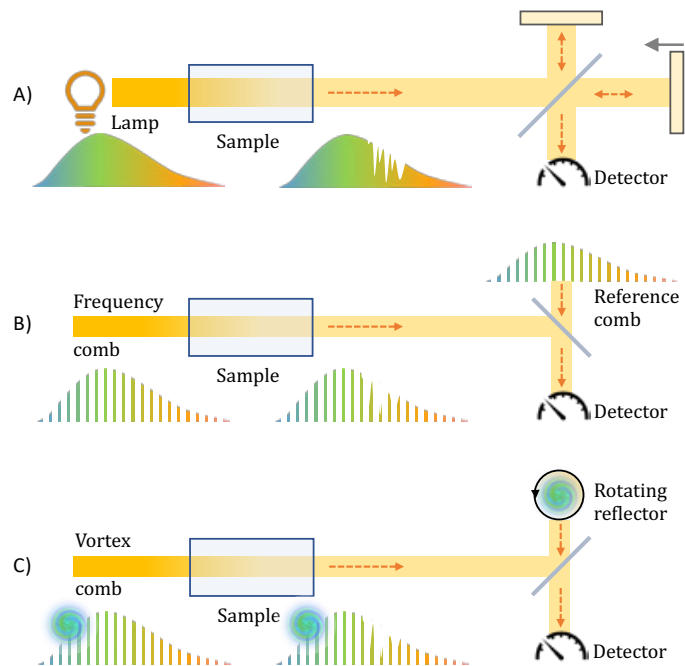 A)
Lamp
Sample
Detector
Frequency
comb
B)
Sample
Reference
comb
Detector
Vortex
comb
C)
Sample
Rotating
reflector
Detector